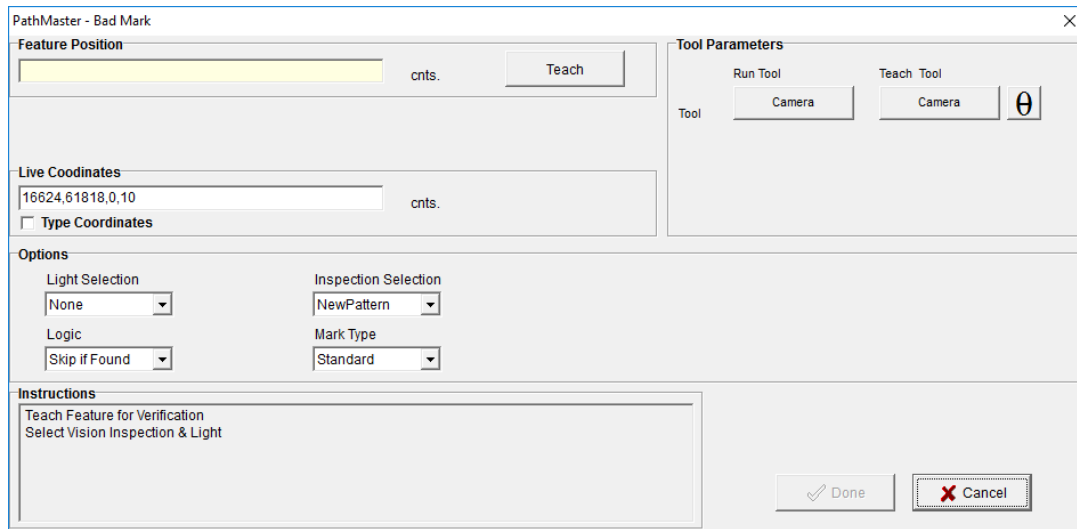 PathMaster - Bad Mark
Feature Position
cnts.
Teach
Tool Parameters
Run Tool
Teach Tool
Tool
Camera
Camera
θ
Live Coodinates
16624,61818,0,10
cnts.
Type Coordinates
Options
Light Selection
Inspection Selection
None
NewPattern
Logic
Mark Type
Skip if Found
Standard
Instructions
Teach Feature for Verification
Select Vision Inspection & Light
Done
Cancel